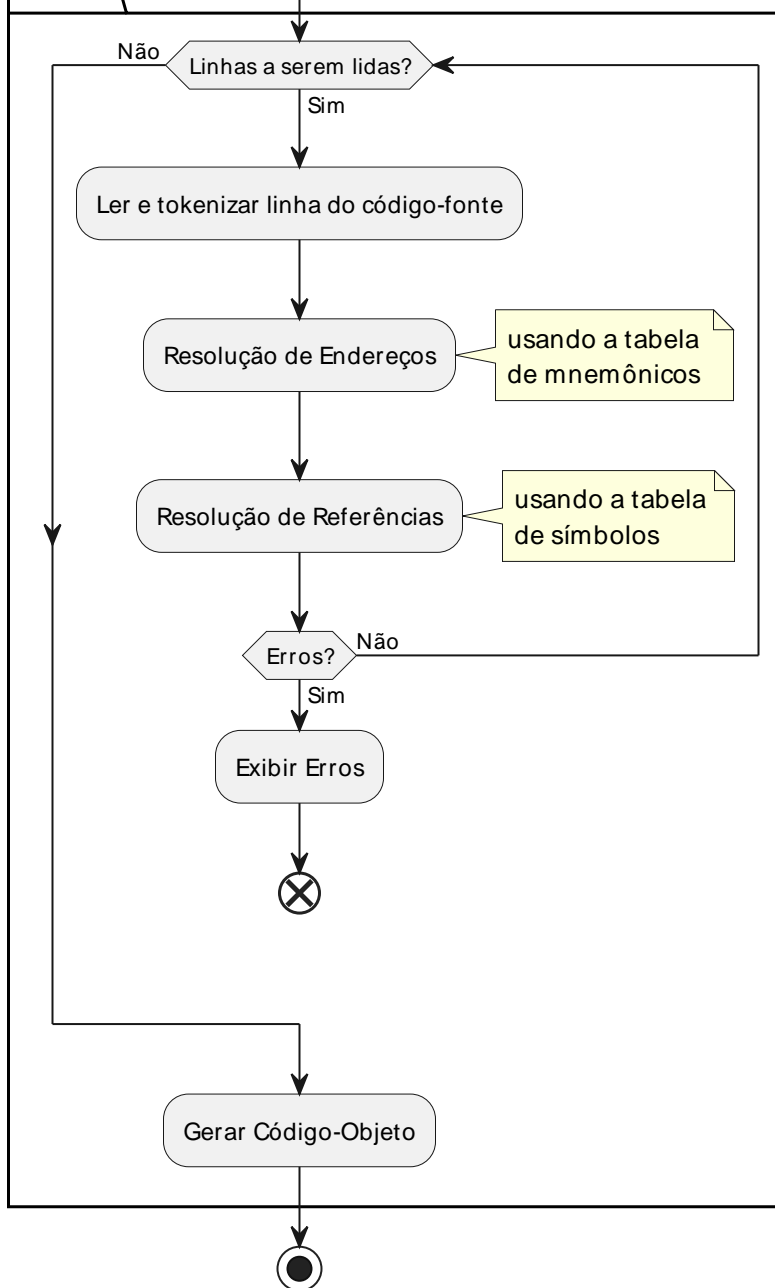 Não
Linhas a serem lidas?
Sim
Ler e tokenizar linha do código-fonte
Resolução de Endereços
usando a tabela
de mnemônicos
Resolução de Referências
usando a tabela
de símbolos
Não
Erros?
Sim
Exibir Erros
Gerar Código-Objeto